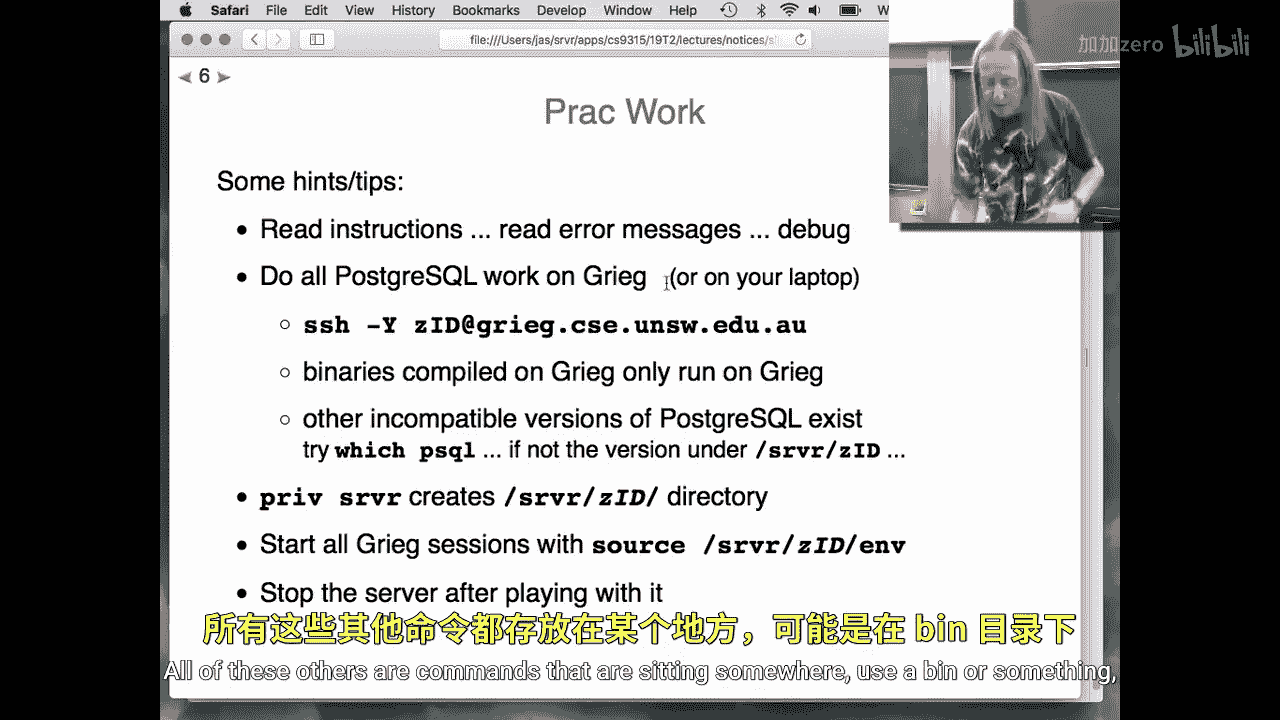 Safari File Edit View History Bookmarks Develop Window Help W
file:///Users/jas/srvr/apps/cs9315/19T2/lectures/notices/s
加加zero bilibili
6
Prac Work
Some hints/tips:
• Read instructions ... read error messages ... debug
• Do all PostgreSQL work on Grieg (or on your laptop)
ssh -Y zID@grieg.cse.unsw.edu.au
binaries compiled on Grieg only run on Grieg
other incompatible versions of PostgreSQL exist
try which psql ... if not the version under /srvr/zID ...
• priv srvr creates /srvr/zID/ directory
• Start all Grieg sessions with source /srvr/zID/env
• Stop the server after playing with it
所有这些其他命令都存放在某个地方，可能是在 bin 目录下
All of these others are commands that are sitting somewhere, use a bin or something,